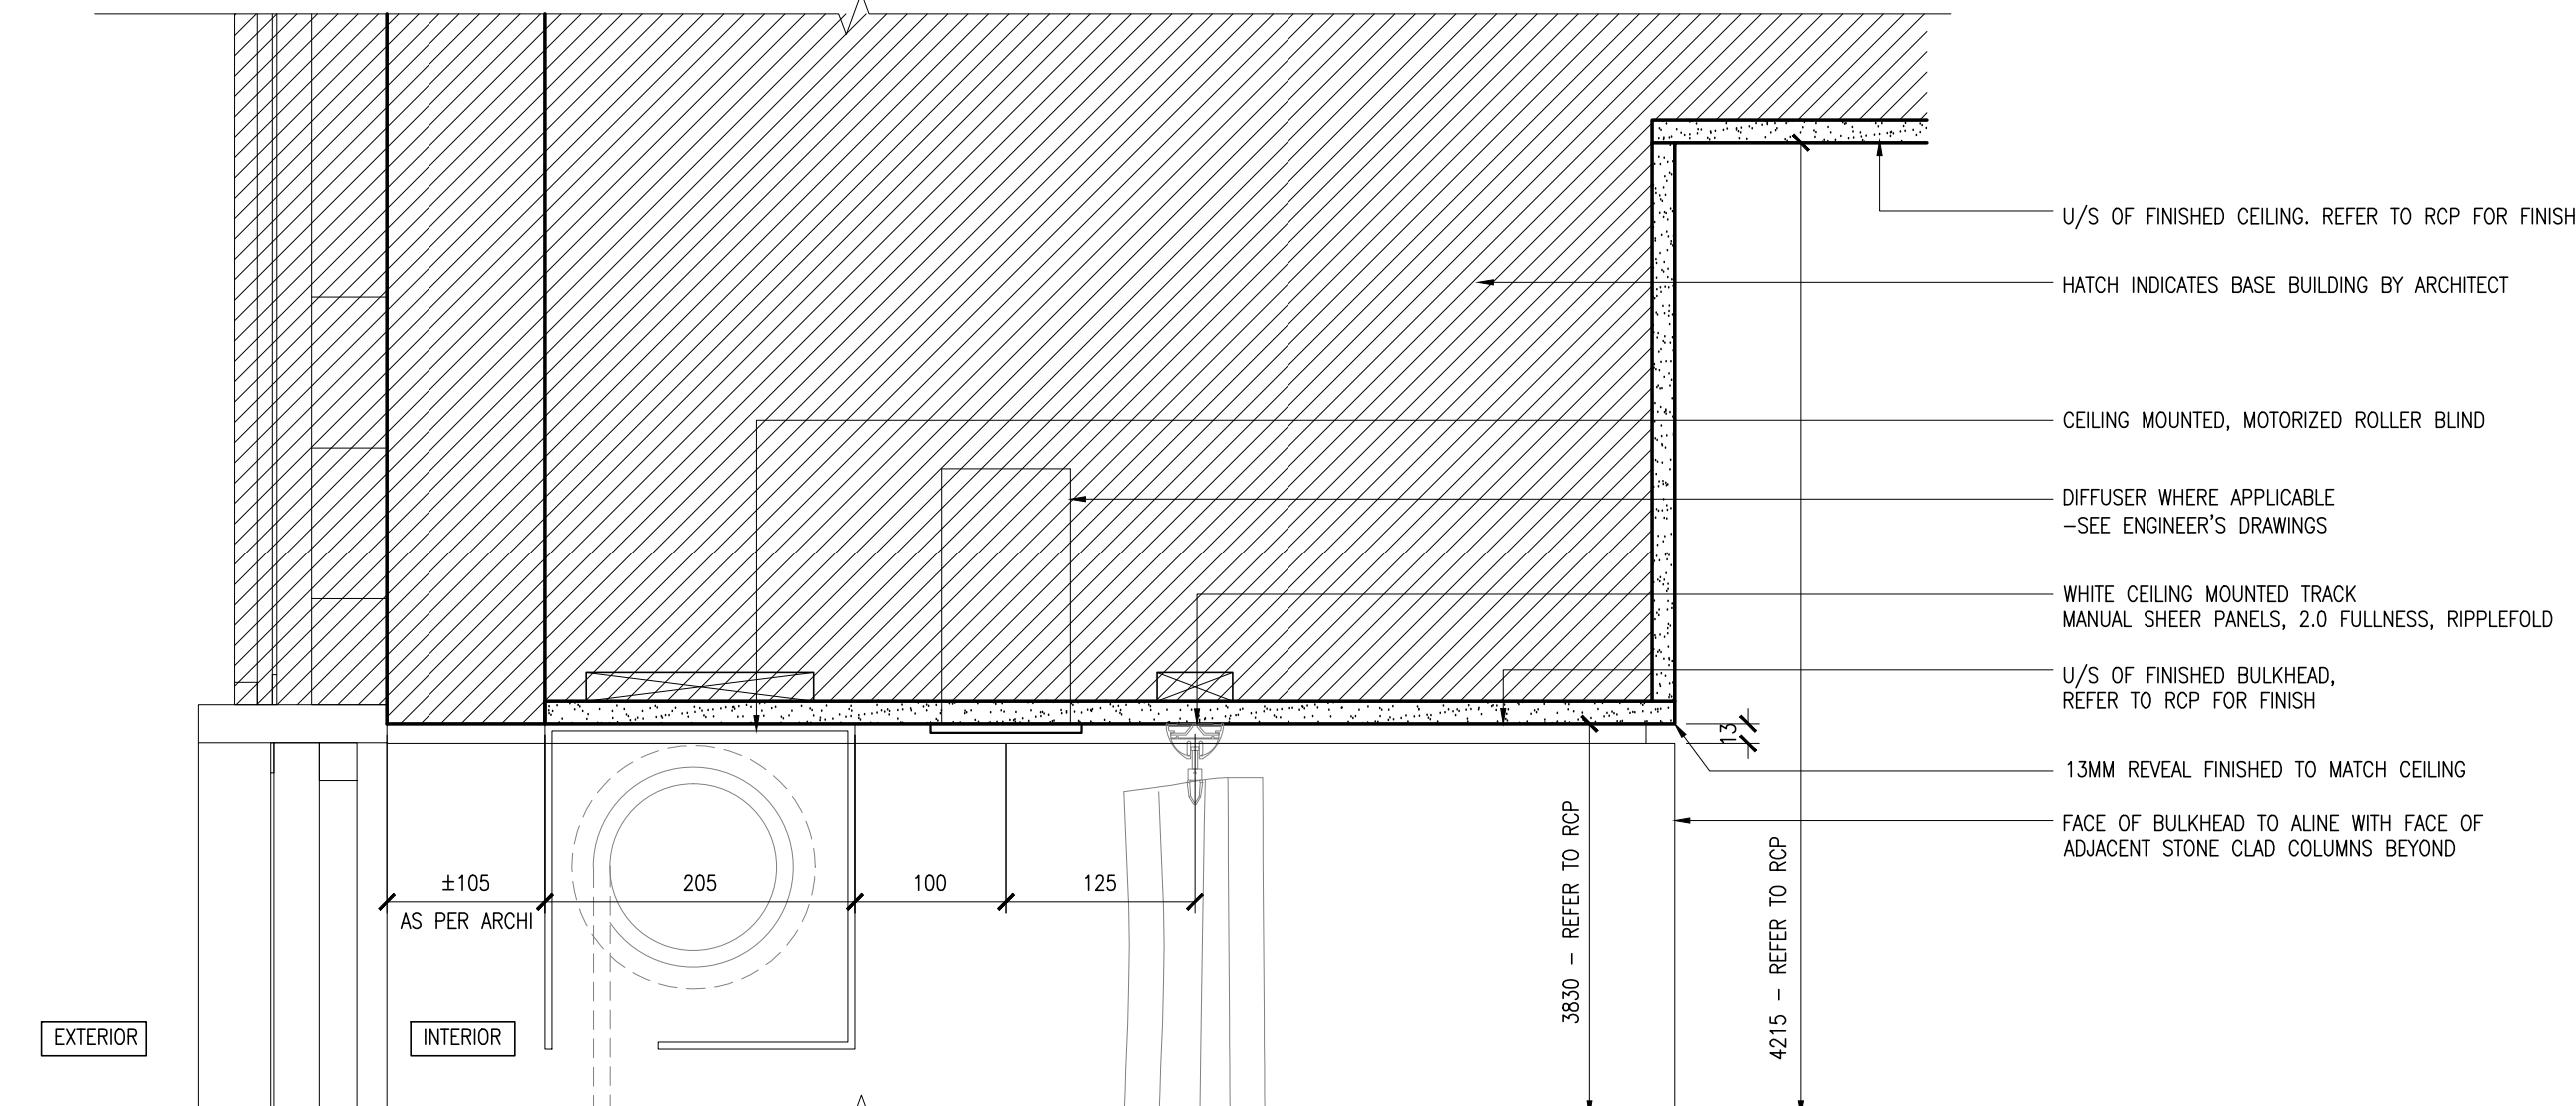 U/S OF FINISHED CEILING. REFER TO RCP FOR FINISH
HATCH INDICATES BASE BUILDING BY ARCHITECT
CEILING MOUNTED, MOTORIZED ROLLER BLIND
DIFFUSER WHERE APPLICABLE
-SEE ENGINEER'S DRAWINGS
WHITE CEILING MOUNTED TRACK
MANUAL SHEER PANELS, 2.0 FULLNESS, RIPPLEFOLD
U/S OF FINISHED BULKHEAD,
REFER TO RCP FOR FINISH
13
13MM REVEAL FINISHED TO MATCH CEILING
FACE OF BULKHEAD TO ALINE WITH FACE OF
ADJACENT STONE CLAD COLUMNS BEYOND
±105
205
100
125
AS PER ARCHI
3830 - REFER TO RCP
4215 - REFER TO RCP
EXTERIOR
INTERIOR